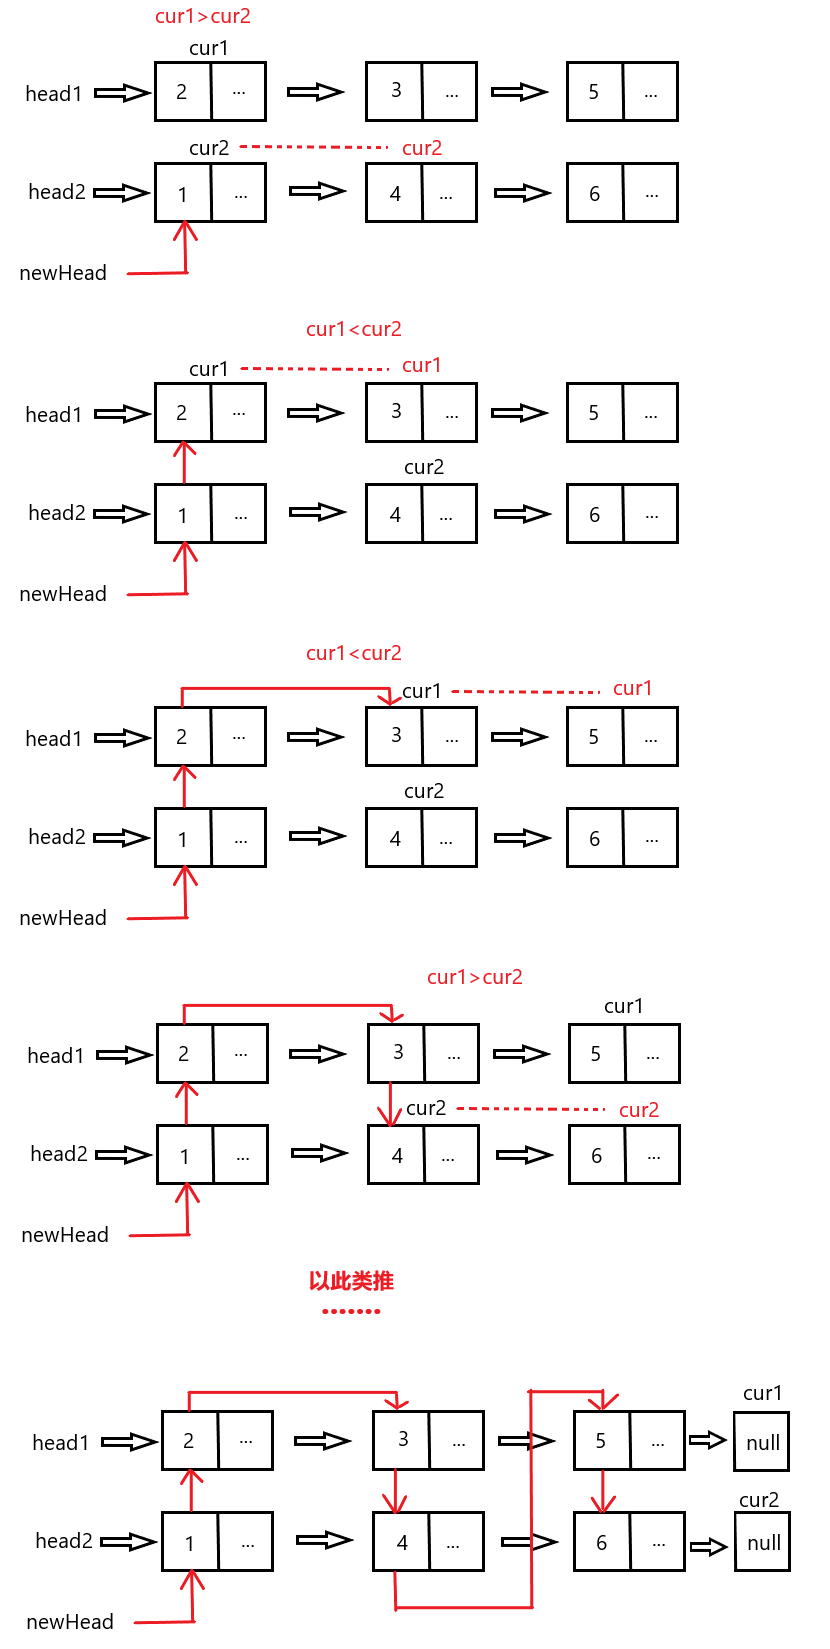 cur1>cur2
cur1
head1 2 ... 3 ... 5 ...
cur2 cur2
head2 1 ... 4 ... 6 ...
newHead
cur1<cur2
cur1 cur1
head1 2 ... 3 ... 5 ...
cur2
head2 1 ... 4 ... 6 ...
newHead
cur1<cur2
cur1 cur1
head1 2 ... 3 ... 5 ...
cur2
head2 1 ... 4 ... 6 ...
newHead
cur1>cur2
cur1
head1 2 ... 3 ... 5 ...
cur2 cur2
head2 1 ... 4 ... 6 ...
newHead
以此类推
.......
cur1
head1 2 ... 3 ... 5 ... null
cur2
head2 1 ... 4 ... 6 ... null
newHead